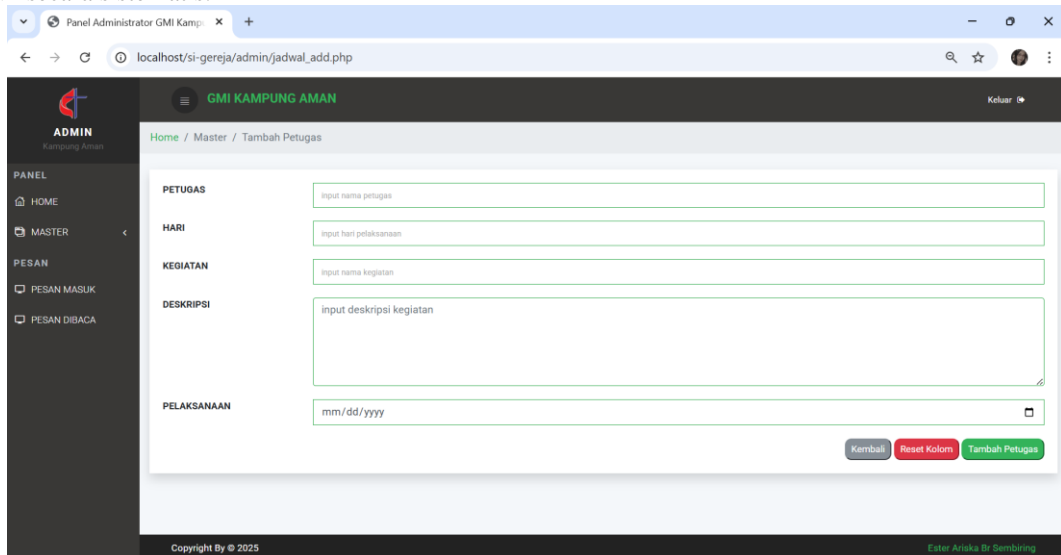 Panel Administrator GMI Kamp
localhost/si-gereja/admin/jadwal_add.php
GMI KAMPUNG AMAN
Keluar
ADMIN
Kampung Aman
Home / Master / Tambah Petugas
PANEL
HOME
MASTER
PESAN
PESAN MASUK
PESAN DIBACA
PETUGAS
input nama petugas
HARI
input hari pelaksanaan
KEGIATAN
input nama kegiatan
DESKRIPSI
input deskripsi kegiatan
PELAKSANAAN
mm/dd/yyyy
Kembali
Reset Kolom
Tambah Petugas
Copyright By © 2025
Ester Ariska Br Sembiring